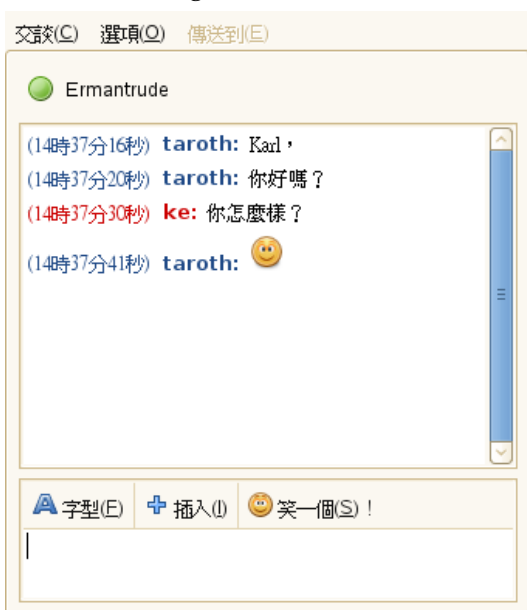 交談(C) 選項(O) 傳送到(E)
Ermantrude
(14時37分16秒) taroth: Karl，
(14時37分20秒) taroth: 你好嗎？
(14時37分30秒) ke: 你怎麼樣？
(14時37分41秒) taroth:
字型(F) 插入(I) 笑一個(S)！